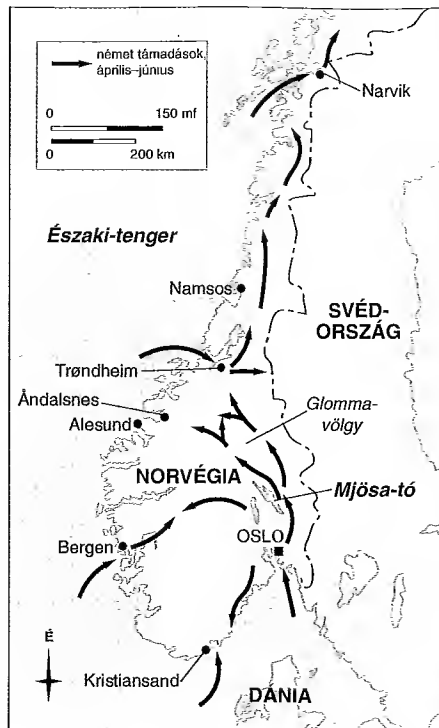 német támadások,
április–június
0 150 mf
0 200 km
Narvik
Északi-tenger
Namsos
SVÉD-
ORSZÁG
Trøndheim
Åndalsnes
Alesund
Glomma-
völgy
NORVÉGIA
Mjösa-tó
OSLO
Bergen
É
Kristiansand
DÁNIA